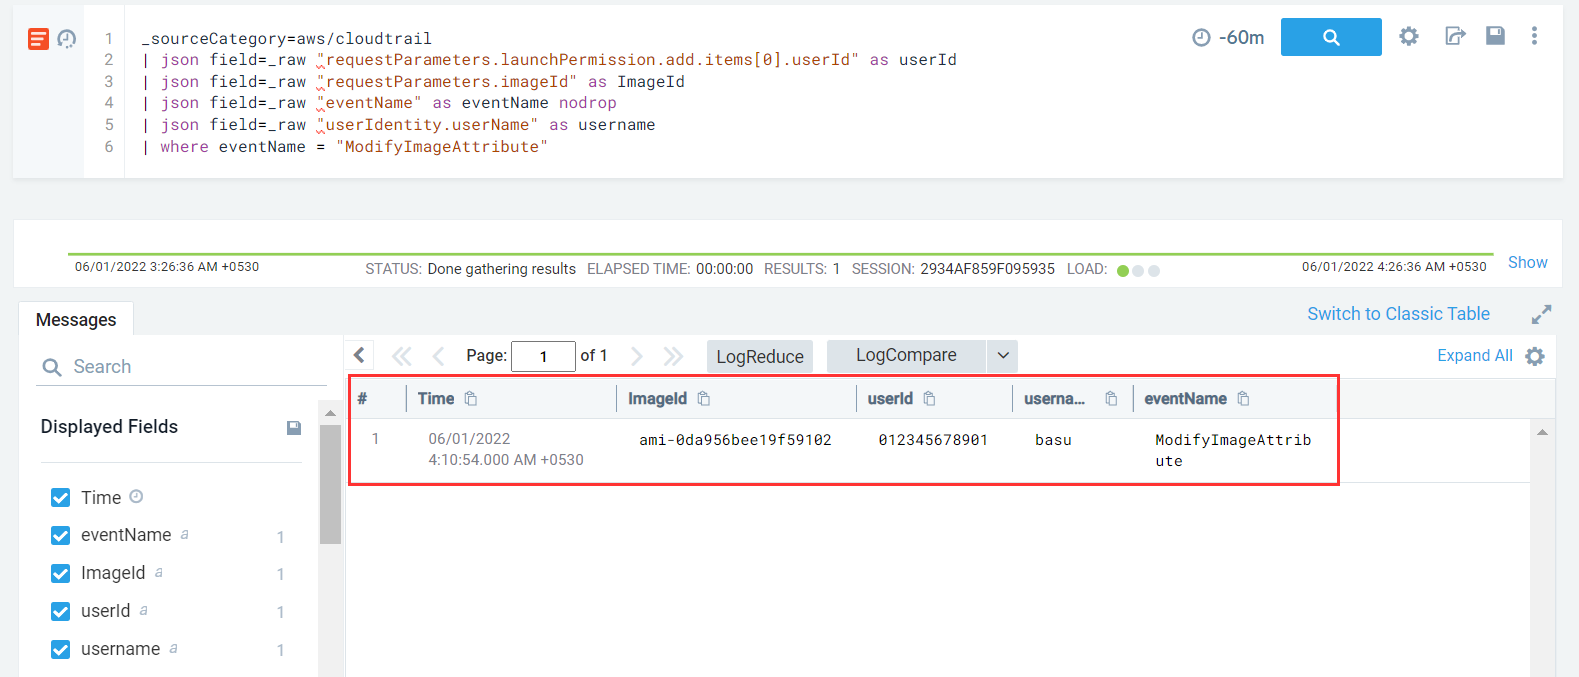 1 _sourceCategory=aws/cloudtrail
2 | json field=_raw "requestParameters.launchPermission.add.items[0].userId" as userId
3 | json field=_raw "requestParameters.imageId" as ImageId
4 | json field=_raw "eventName" as eventName nodrop
5 | json field=_raw "userIdentity.userName" as username
6 | where eventName = "ModifyImageAttribute"
-60m
06/01/2022 3:26:36 AM +0530 STATUS: Done gathering results ELAPSED TIME: 00:00:00 RESULTS: 1 SESSION: 2934AF859F095935 LOAD: 06/01/2022 4:26:36 AM +0530 Show
Messages Switch to Classic Table
Search
Page: 1 of 1 LogReduce LogCompare Expand All
# Time ImageId userId userna... eventName
1 06/01/2022 ami-0da956bee19f59102 012345678901 basu ModifyImageAttrib
4:10:54.000 AM +0530 ute
Displayed Fields
Time
eventName a 1
ImageId a 1
userId a 1
username a 1